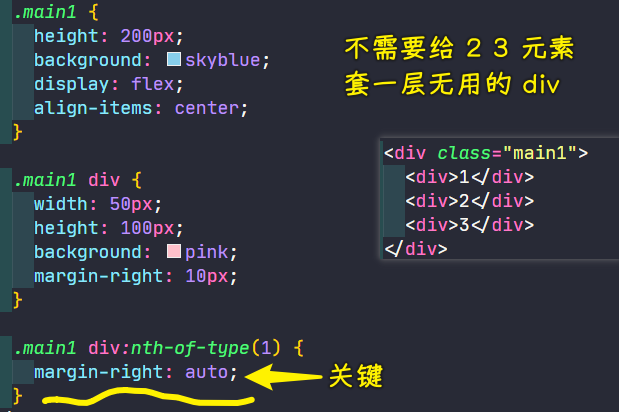 .main1 {
height: 200px;
background: skyblue;
display: flex;
align-items: center;
}
不需要给 2 3 元素
套一层无用的 div
<div class="main1">
<div>1</div>
<div>2</div>
<div>3</div>
</div>
.main1 div {
width: 50px;
height: 100px;
background: pink;
margin-right: 10px;
}
.main1 div:nth-of-type(1) {
margin-right: auto;
关键
}